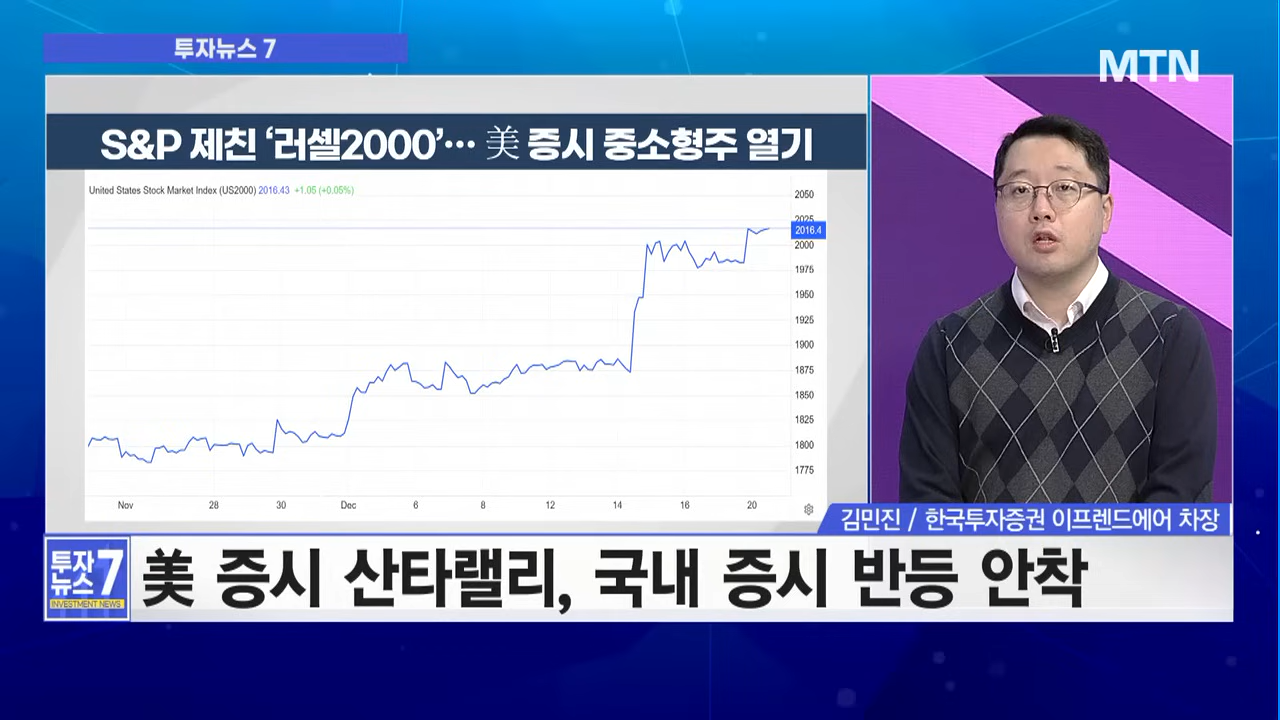 투자뉴스 7
MTN
S&P 제친 ‘러셀2000’… 美 증시 중소형주 열기
United States Stock Market Index (US2000) 2016.43 +1.05 (+0.05%)
2050
2025
2016.4
2000
1975
1950
1925
1900
1875
1850
1825
1800
1775
Nov 28 30 Dec 6 8 12 14 16 18 20
김민진 / 한국투자증권 이프렌드에어 차장
투자
뉴스 7
INVESTMENT NEWS
美 증시 산타랠리, 국내 증시 반등 안착